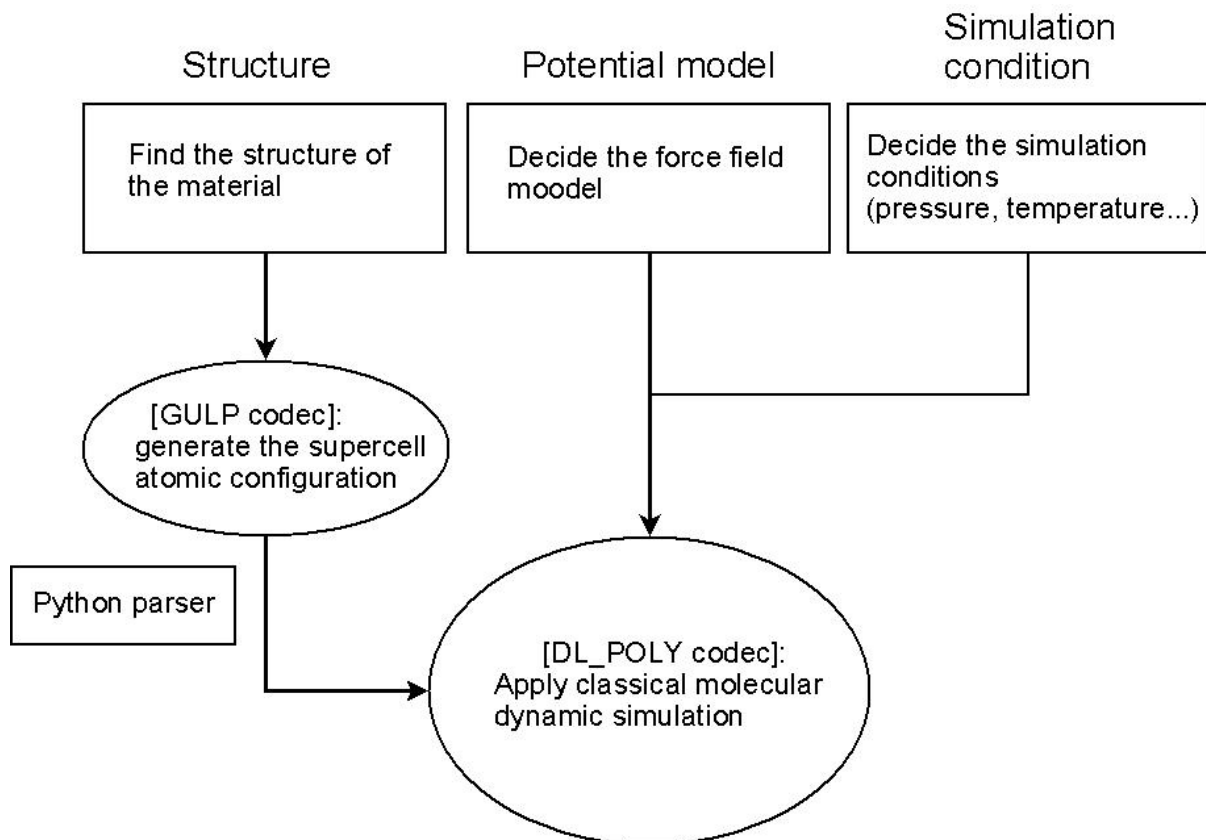 Structure
Potential model
Simulation
condition
Find the structure of
the material
Decide the force field
moodel
Decide the simulation
conditions
(pressure, temperature...)
[GULP codec]:
generate the supercell
atomic configuration
Python parser
[DL_POLY codec]:
Apply classical molecular
dynamic simulation